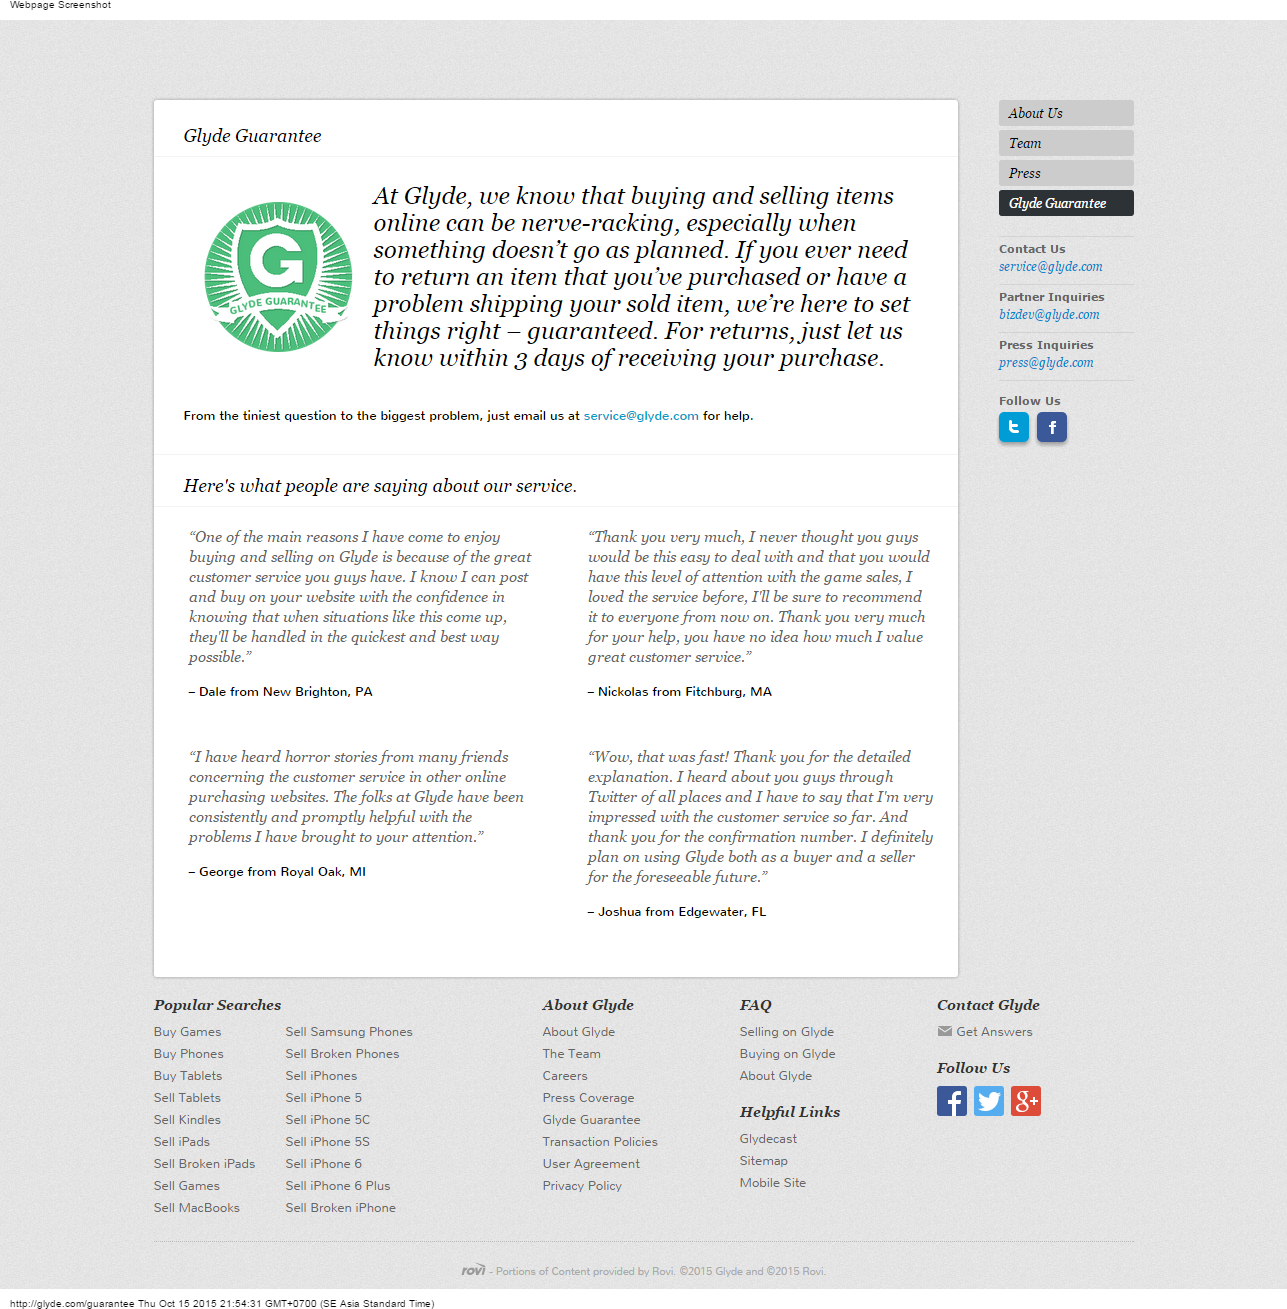 Webpage Screenshot
Glyde Guarantee
G
GLYDE GUARANTEE
At Glyde, we know that buying and selling items
online can be nerve-racking, especially when
something doesn’t go as planned. If you ever need
to return an item that you’ve purchased or have a
problem shipping your sold item, we’re here to set
things right – guaranteed. For returns, just let us
know within 3 days of receiving your purchase.
From the tiniest question to the biggest problem, just email us at service@glyde.com for help.
Here's what people are saying about our service.
“One of the main reasons I have come to enjoy
buying and selling on Glyde is because of the great
customer service you guys have. I know I can post
and buy on your website with the confidence in
knowing that when situations like this come up,
they'll be handled in the quickest and best way
possible.”
– Dale from New Brighton, PA
“Thank you very much, I never thought you guys
would be this easy to deal with and that you would
have this level of attention with the game sales, I
loved the service before, I'll be sure to recommend
it to everyone from now on. Thank you very much
for your help, you have no idea how much I value
great customer service.”
– Nickolas from Fitchburg, MA
“I have heard horror stories from many friends
concerning the customer service in other online
purchasing websites. The folks at Glyde have been
consistently and promptly helpful with the
problems I have brought to your attention.”
– George from Royal Oak, MI
“Wow, that was fast! Thank you for the detailed
explanation. I heard about you guys through
Twitter of all places and I have to say that I'm very
impressed with the customer service so far. And
thank you for the confirmation number. I definitely
plan on using Glyde both as a buyer and a seller
for the foreseeable future.”
– Joshua from Edgewater, FL
About Us
Team
Press
Glyde Guarantee
Contact Us
service@glyde.com
Partner Inquiries
bizdev@glyde.com
Press Inquiries
press@glyde.com
Follow Us
Popular Searches
Buy Games
Buy Phones
Buy Tablets
Sell Tablets
Sell Kindles
Sell iPads
Sell Broken iPads
Sell Games
Sell MacBooks
Sell Samsung Phones
Sell Broken Phones
Sell iPhones
Sell iPhone 5
Sell iPhone 5C
Sell iPhone 5S
Sell iPhone 6
Sell iPhone 6 Plus
Sell Broken iPhone
About Glyde
About Glyde
The Team
Careers
Press Coverage
Glyde Guarantee
Transaction Policies
User Agreement
Privacy Policy
FAQ
Selling on Glyde
Buying on Glyde
About Glyde
Helpful Links
Glydecast
Sitemap
Mobile Site
Contact Glyde
Get Answers
Follow Us
rovi - Portions of Content provided by Rovi. ©2015 Glyde and ©2015 Rovi.
http://glyde.com/guarantee Thu Oct 15 2015 21:54:31 GMT+0700 (SE Asia Standard Time)